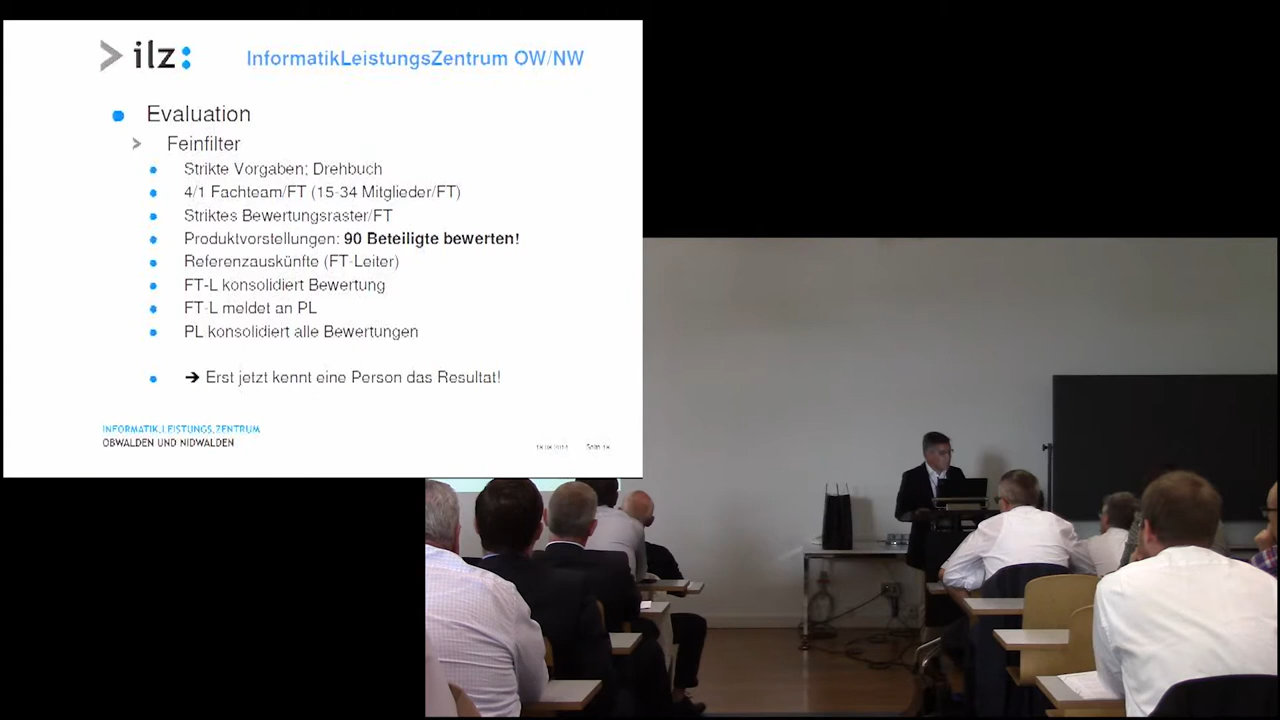 > ilz:
InformatikLeistungsZentrum OW/NW
Evaluation
Feinfilter
Strikte Vorgaben; Drehbuch
4/1 Fachteam/FT (15-34 Mitglieder/FT)
Striktes Bewertungsraster/FT
Produktvorstellungen: 90 Beteiligte bewerten!
Referenzauskünfte (FT-Leiter)
FT-L konsolidiert Bewertung
FT-L meldet an PL
PL konsolidiert alle Bewertungen
➔ Erst jetzt kennt eine Person das Resultat!
INFORMATIK.LEISTUNGS.ZENTRUM
OBWALDEN UND NIDWALDEN